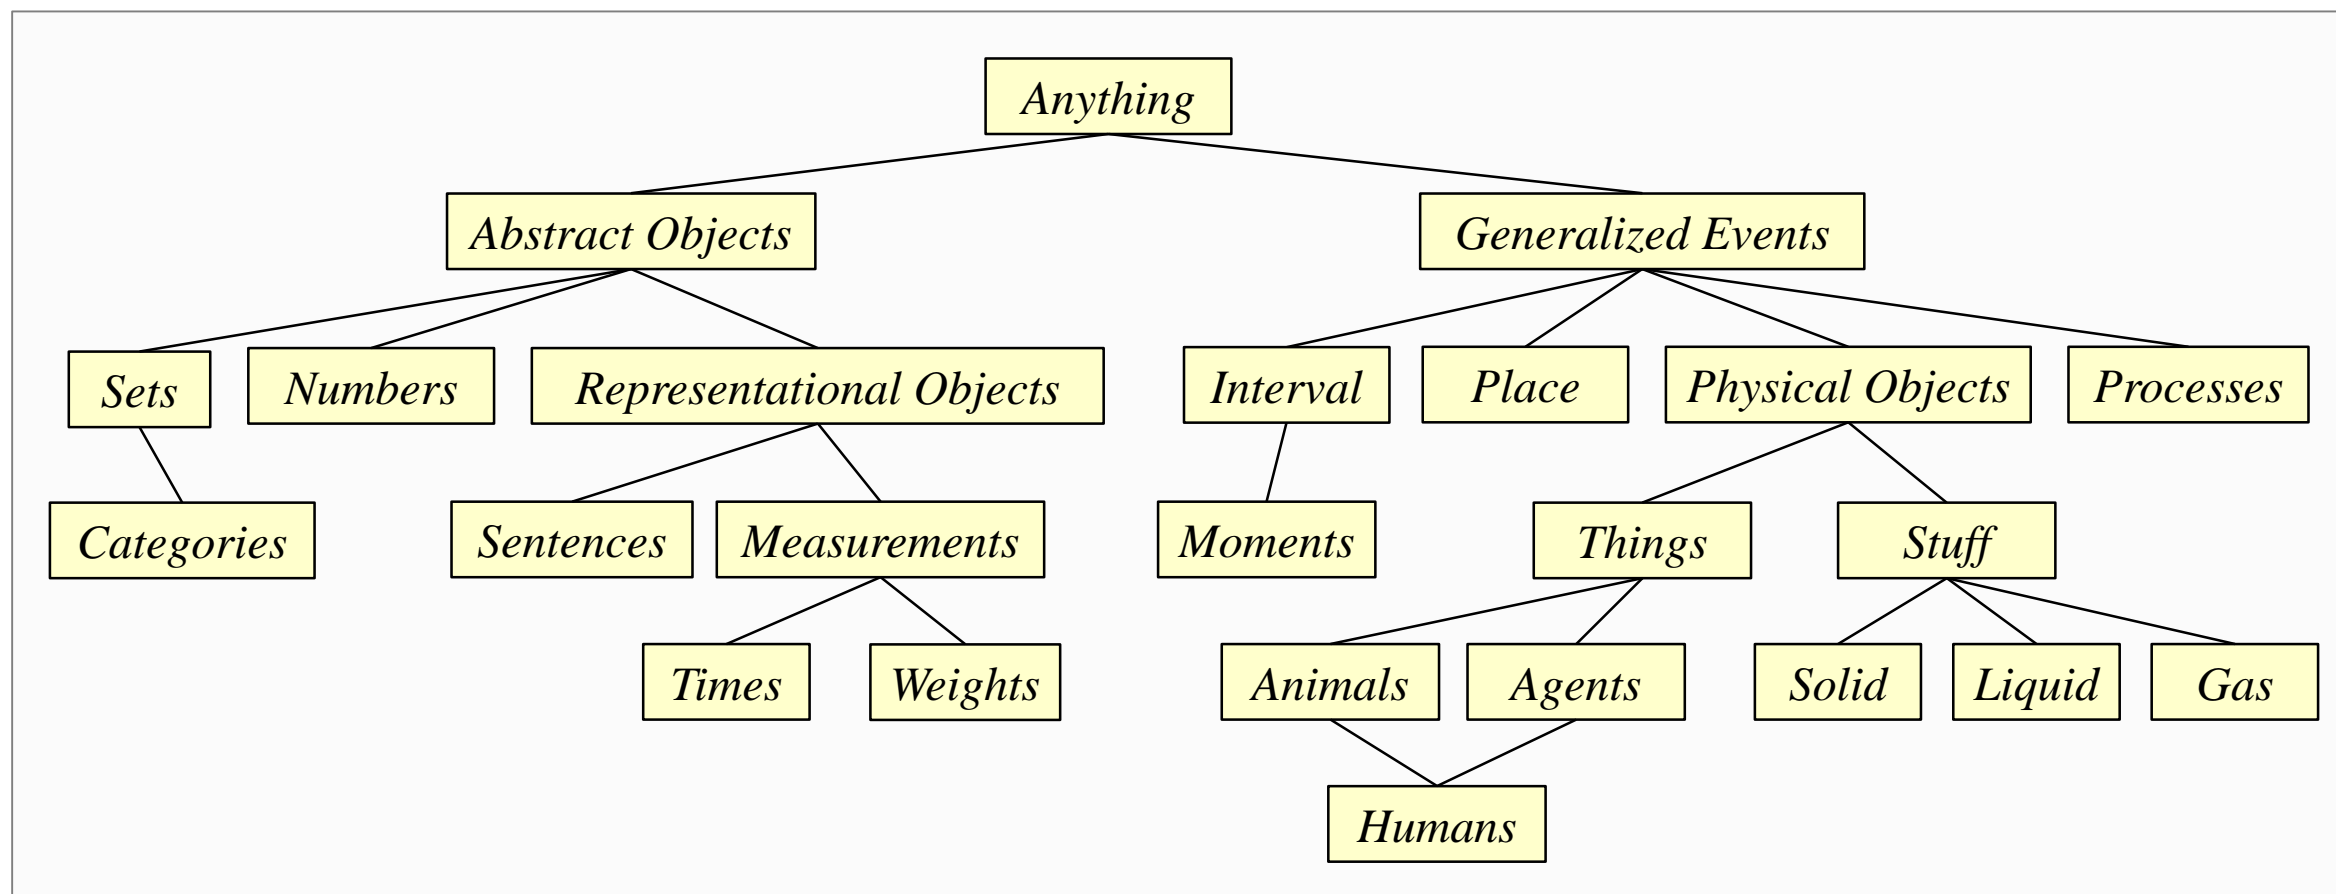 Anything
Abstract Objects
Generalized Events
Sets
Numbers
Representational Objects
Interval
Place
Physical Objects
Processes
Categories
Sentences
Measurements
Moments
Things
Stuff
Times
Weights
Animals
Agents
Solid
Liquid
Gas
Humans